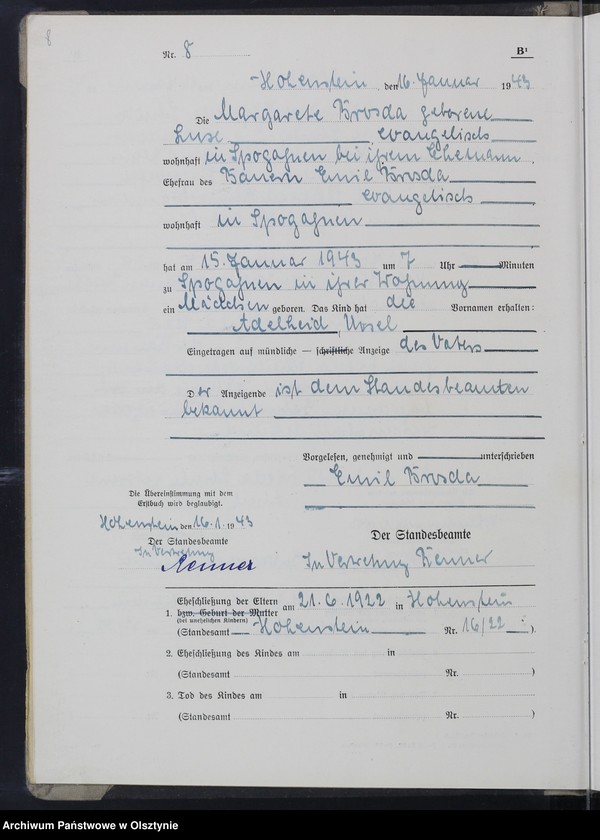 8
Nr. 8
B¹
Hohenstein, den 16. Januar 1943
Die Margarete Brosda geborene
Luse, evangelisch
wohnhaft in Spogahnen bei ihrem Ehemann,
Ehefrau des Bauern Emil Brosda
evangelisch
wohnhaft in Spogahnen
hat am 15. Januar 1943 um 7 Uhr Minuten
zu Spogahnen in ihrer Wohnung
ein Mädchen geboren. Das Kind hat die Vornamen erhalten:
Adelheid, Ursel
Eingetragen auf mündliche — schriftliche Anzeige des Vaters
Der Anzeigende ist dem Standesbeamten
bekannt
Vorgelesen, genehmigt und unterschrieben
Emil Brosda
Die Übereinstimmung mit dem
Erstbuch wird beglaubigt.
Hohenstein den 16.1. 1943
Der Standesbeamte
In Vertretung
Renner
Der Standesbeamte
In Vertretung Renner
Eheschließung der Eltern
1. bzw. Geburt der Mutter am 21.6.1922 in Hohenstein
(bei unehelichen Kindern)
(Standesamt Hohenstein Nr. 16/22).
2. Eheschließung des Kindes am in
(Standesamt Nr. )
3. Tod des Kindes am in
(Standesamt Nr. )
Archiwum Państwowe w Olsztynie